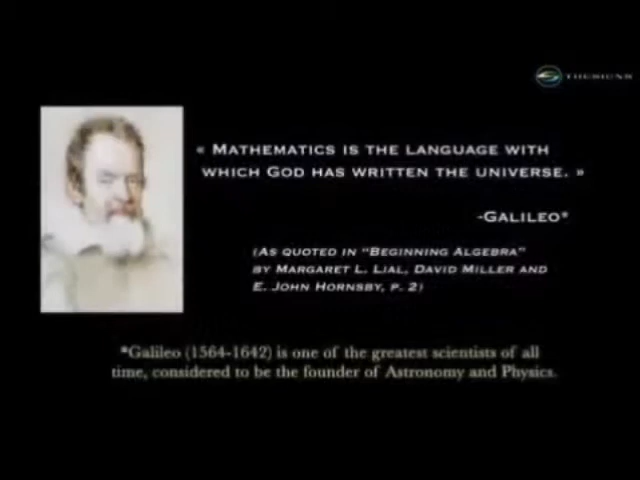 THESIGNS
« MATHEMATICS IS THE LANGUAGE WITH
WHICH GOD HAS WRITTEN THE UNIVERSE. »
-GALILEO*
(AS QUOTED IN "BEGINNING ALGEBRA"
BY MARGARET L. LIAL, DAVID MILLER AND
E. JOHN HORNSBY, P. 2)
*Galileo (1564-1642) is one of the greatest scientists of all
time, considered to be the founder of Astronomy and Physics.